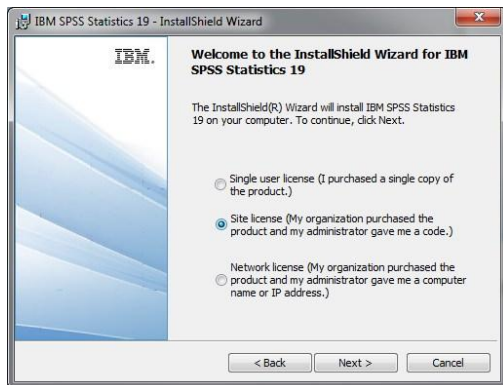 IBM SPSS Statistics 19 - InstallShield Wizard
IBM.
Welcome to the InstallShield Wizard for IBM
SPSS Statistics 19
The InstallShield(R) Wizard will install IBM SPSS Statistics
19 on your computer. To continue, click Next.
Single user license (I purchased a single copy of
the product.)
Site license (My organization purchased the
product and my administrator gave me a code.)
Network license (My organization purchased the
product and my administrator gave me a computer
name or IP address.)
< Back
Next >
Cancel